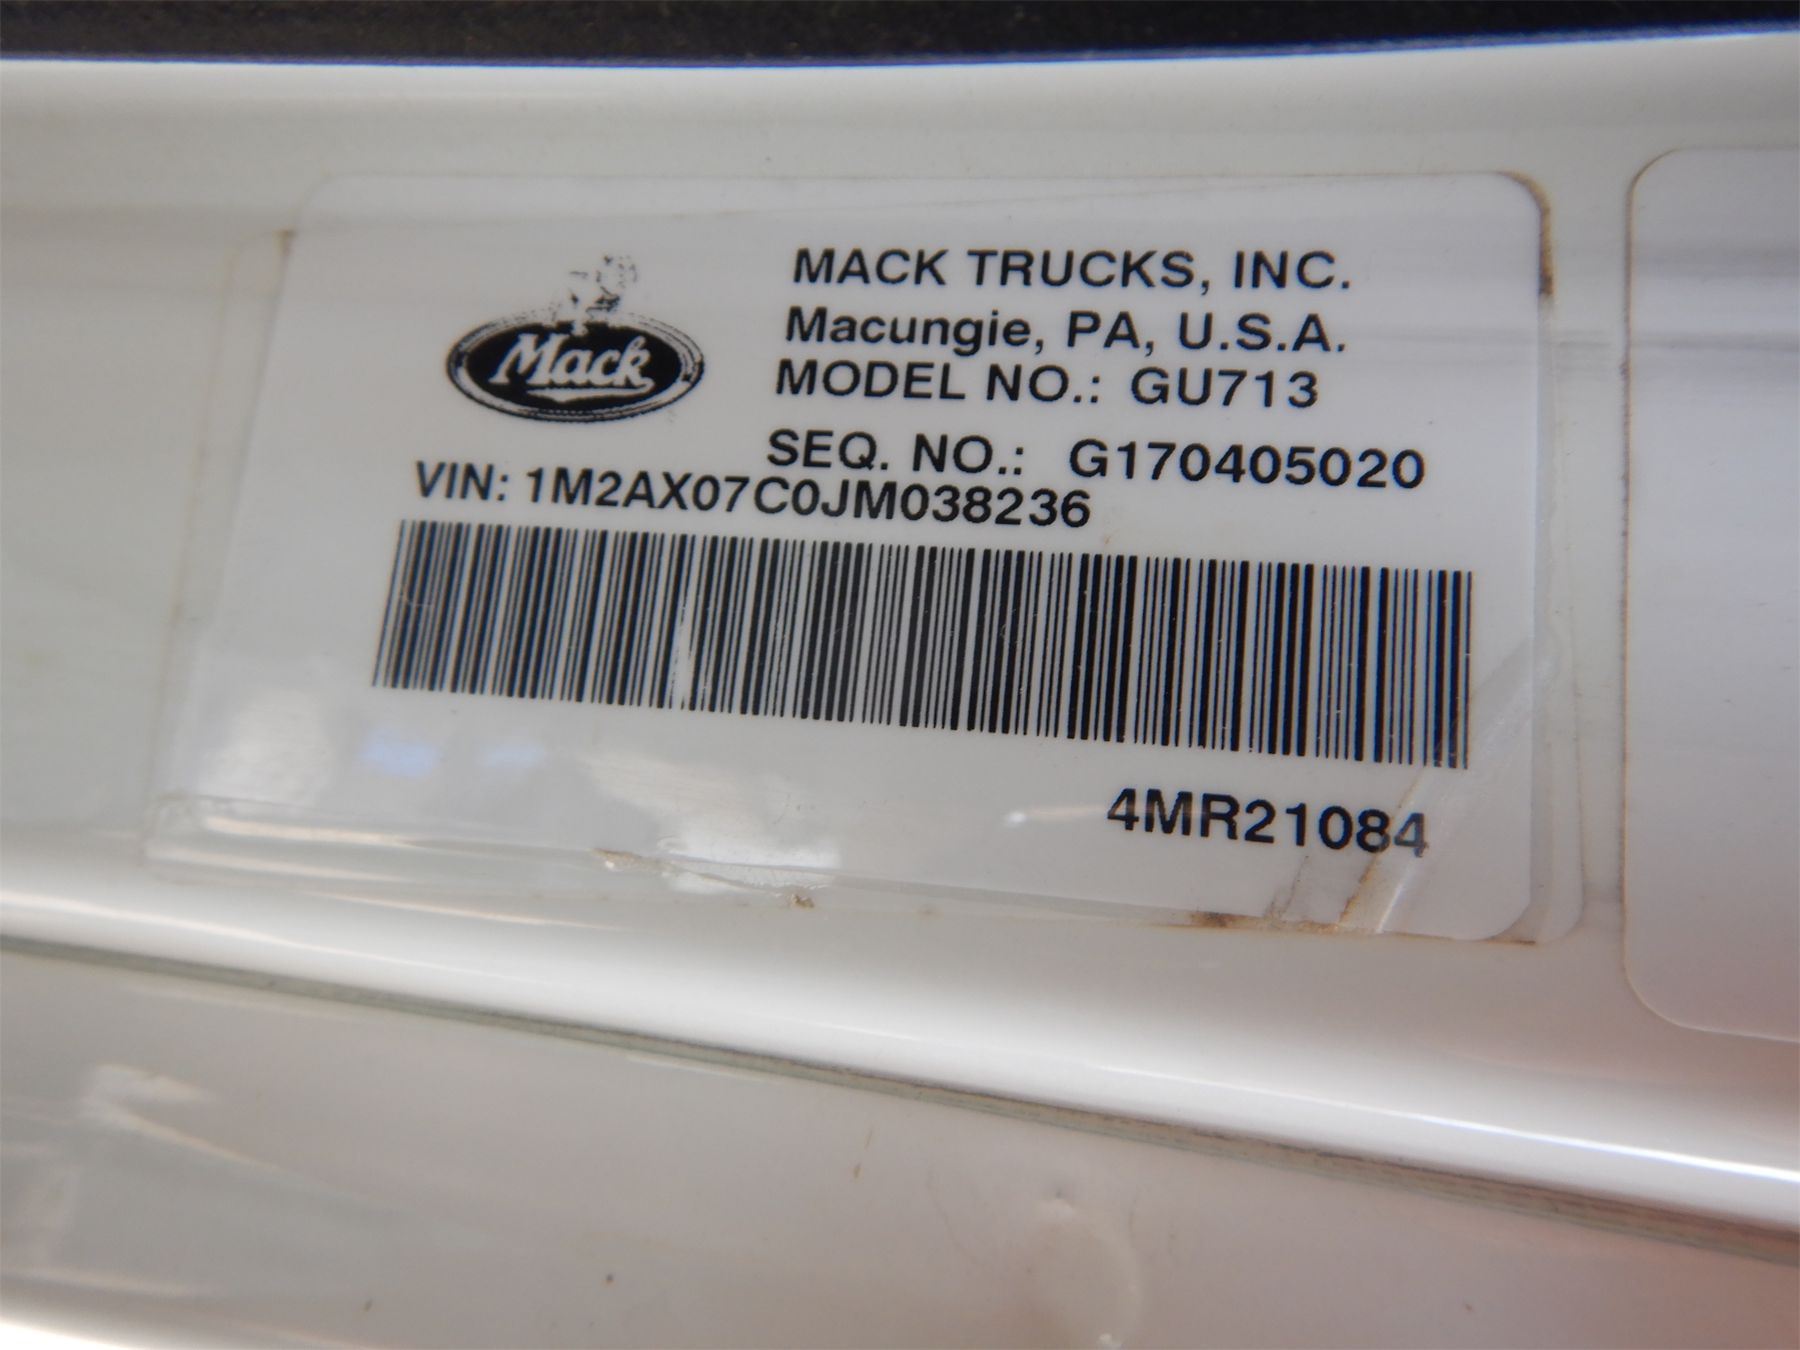 Mack
MACK TRUCKS, INC.
Macungie, PA, U.S.A.
MODEL NO.: GU713
SEQ. NO.: G170405020
VIN: 1M2AX07C0JM038236
4MR21084